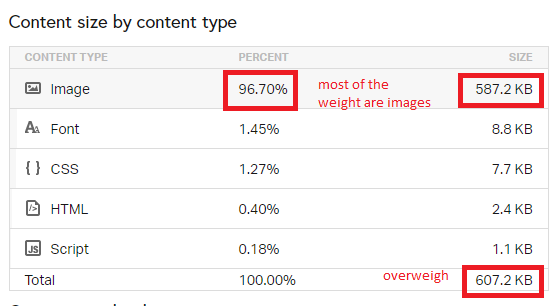 Content size by content type
CONTENT TYPE PERCENT SIZE
Image 96.70% most of the weight are images 587.2 KB
Font 1.45% 8.8 KB
CSS 1.27% 7.7 KB
HTML 0.40% 2.4 KB
JS Script 0.18% 1.1 KB
Total 100.00% overweigh 607.2 KB